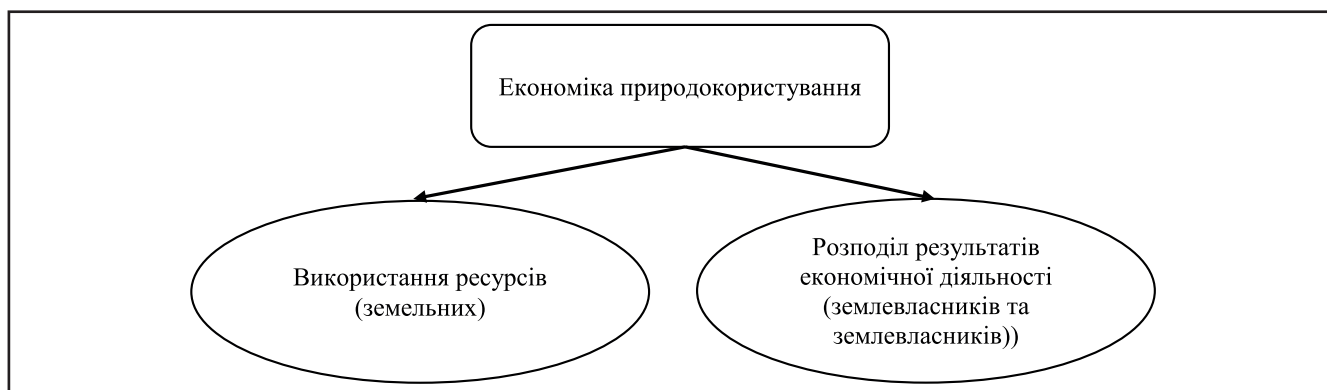 Економіка природокористування
Використання ресурсів
(земельних)
Розподіл результатів
економічної діяльності
(землевласників та
землевласників))